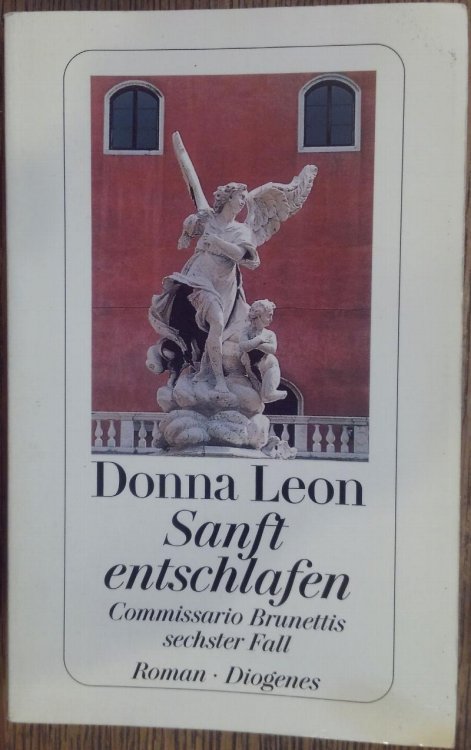 Donna Leon
Sanft
entschlafen
Commissario Brunettis
sechster Fall
Roman · Diogenes